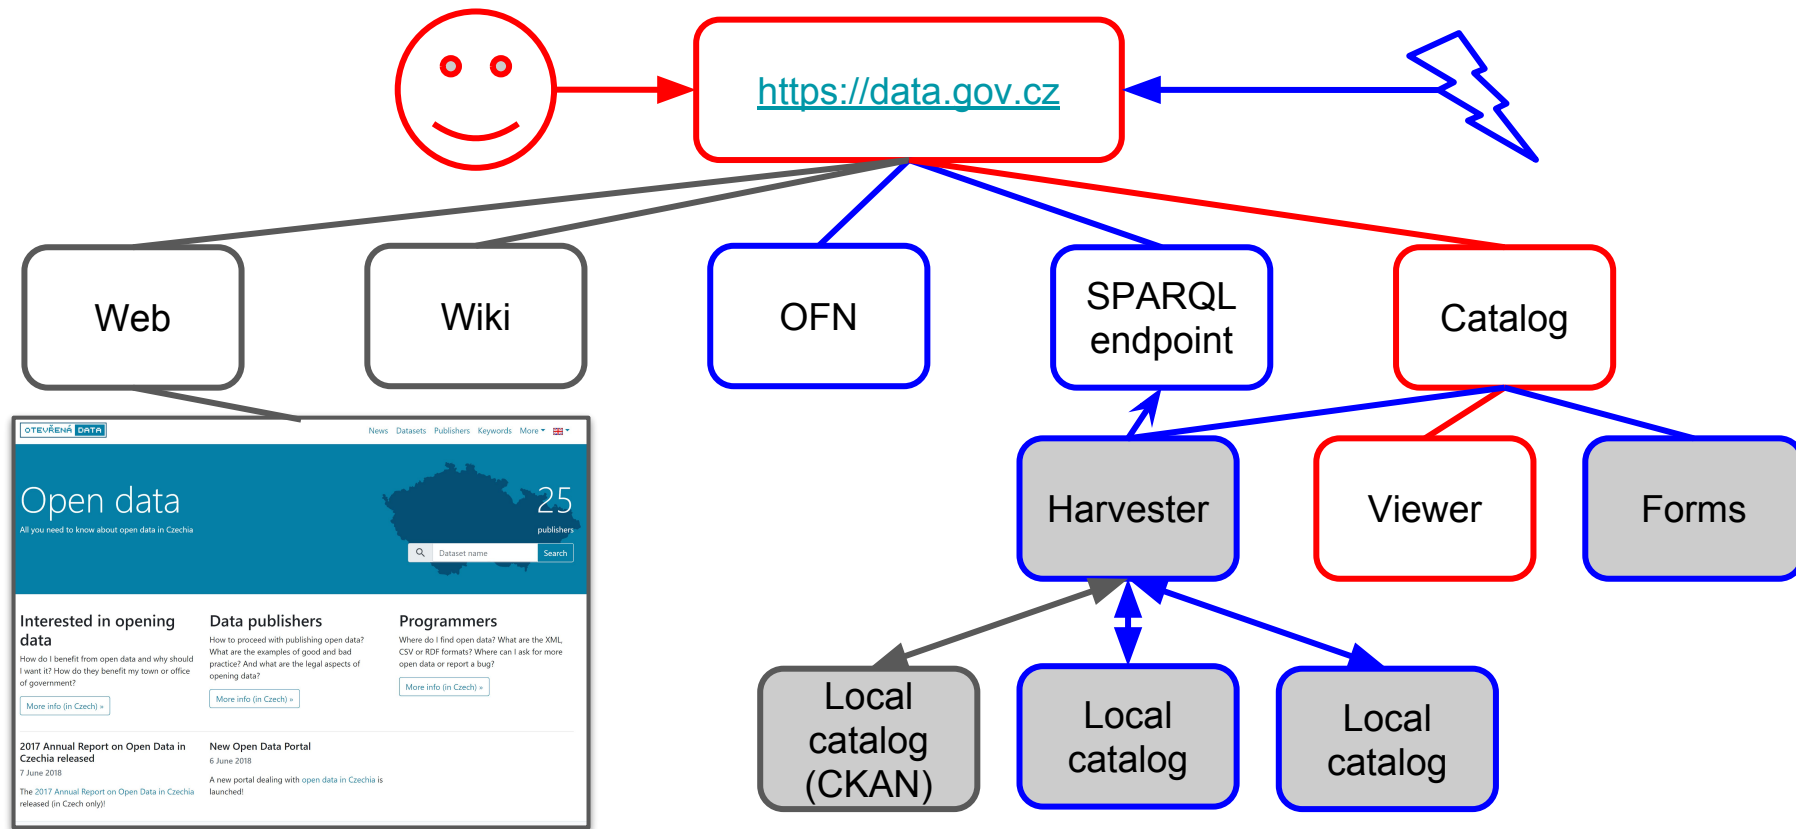 https://data.gov.cz
Web
Wiki
OFN
SPARQL
endpoint
Catalog
Harvester
Viewer
Forms
Local
catalog
(CKAN)
Local
catalog
Local
catalog
OTEVŘENÁ DATA
News Datasets Publishers Keywords More
Open data
All you need to know about open data in Czechia
25
publishers
Dataset name
Search
Interested in opening
data
How do I benefit from open data and why should
I want it? How do they benefit my town or office
of government?
More info (in Czech) »
Data publishers
How to proceed with publishing open data?
What are the examples of good and bad
practice? And what are the legal aspects of
opening data?
More info (in Czech) »
Programmers
Where do I find open data? What are the XML,
CSV or RDF formats? Where can I ask for more
open data or report a bug?
More info (in Czech) »
2017 Annual Report on Open Data in
Czechia released
7 June 2018
The 2017 Annual Report on Open Data in Czechia
released (in Czech only)!
New Open Data Portal
6 June 2018
A new portal dealing with open data in Czechia is
launched!